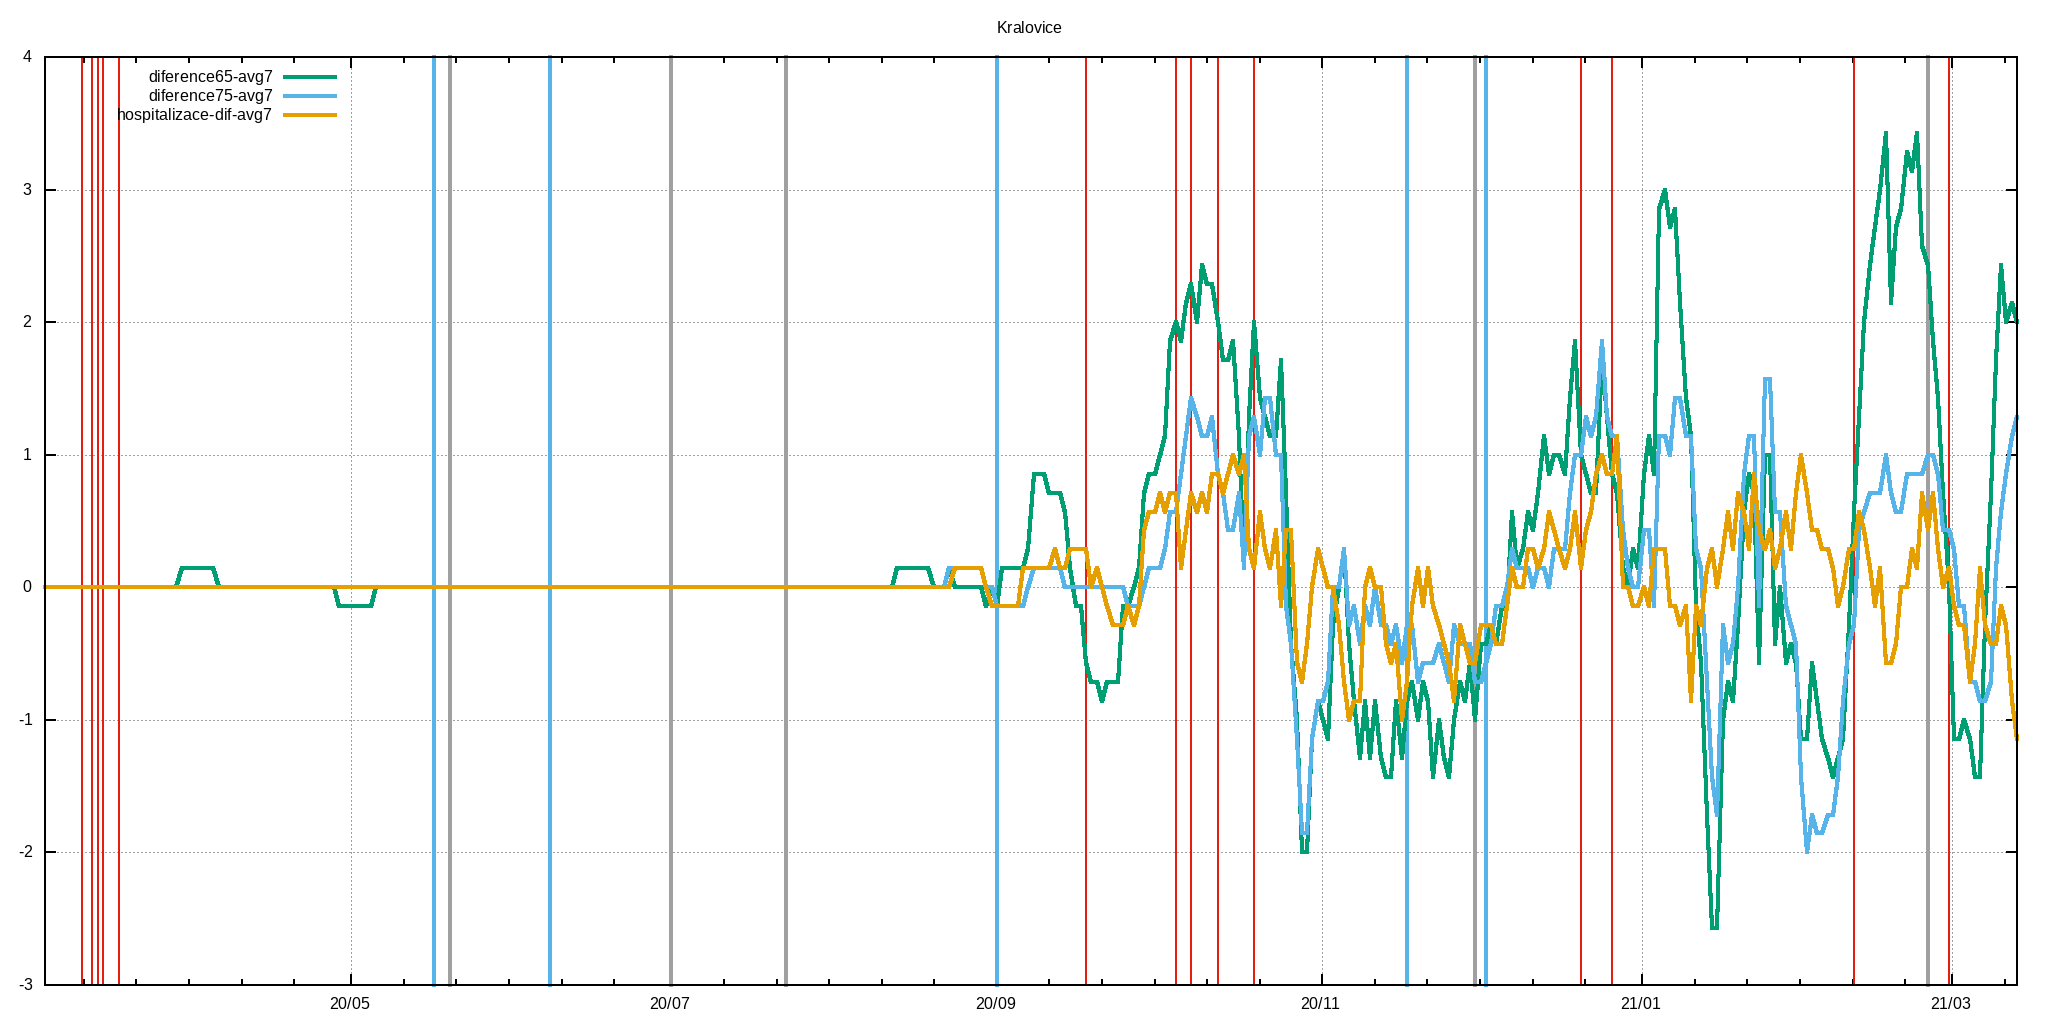 Kralovice
4
diference65-avg7
diference75-avg7
hospitalizace-dif-avg7
3
2
1
0
-1
-2
-3
20/05 20/07 20/09 20/11 21/01 21/03